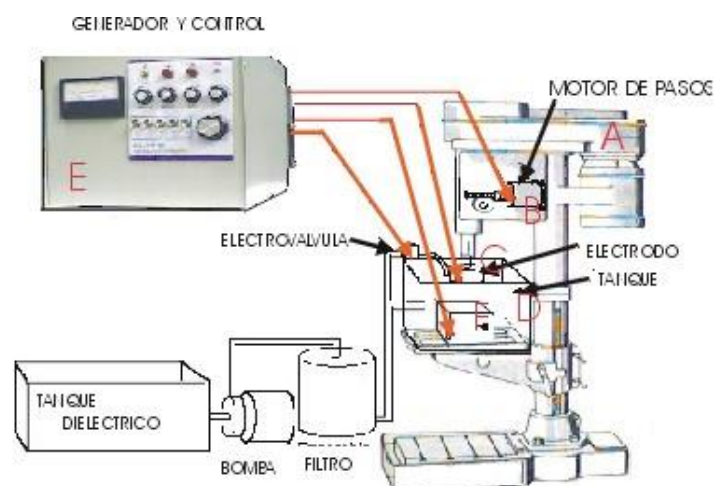 GENERADOR Y CONTROL
MOTOR DE PASOS
A
E
B
ELECTROVALVULA
C
ELECTRODO
TANQUE
D
F
TANQUE
DIELECTRICO
BOMBA
FILTRO